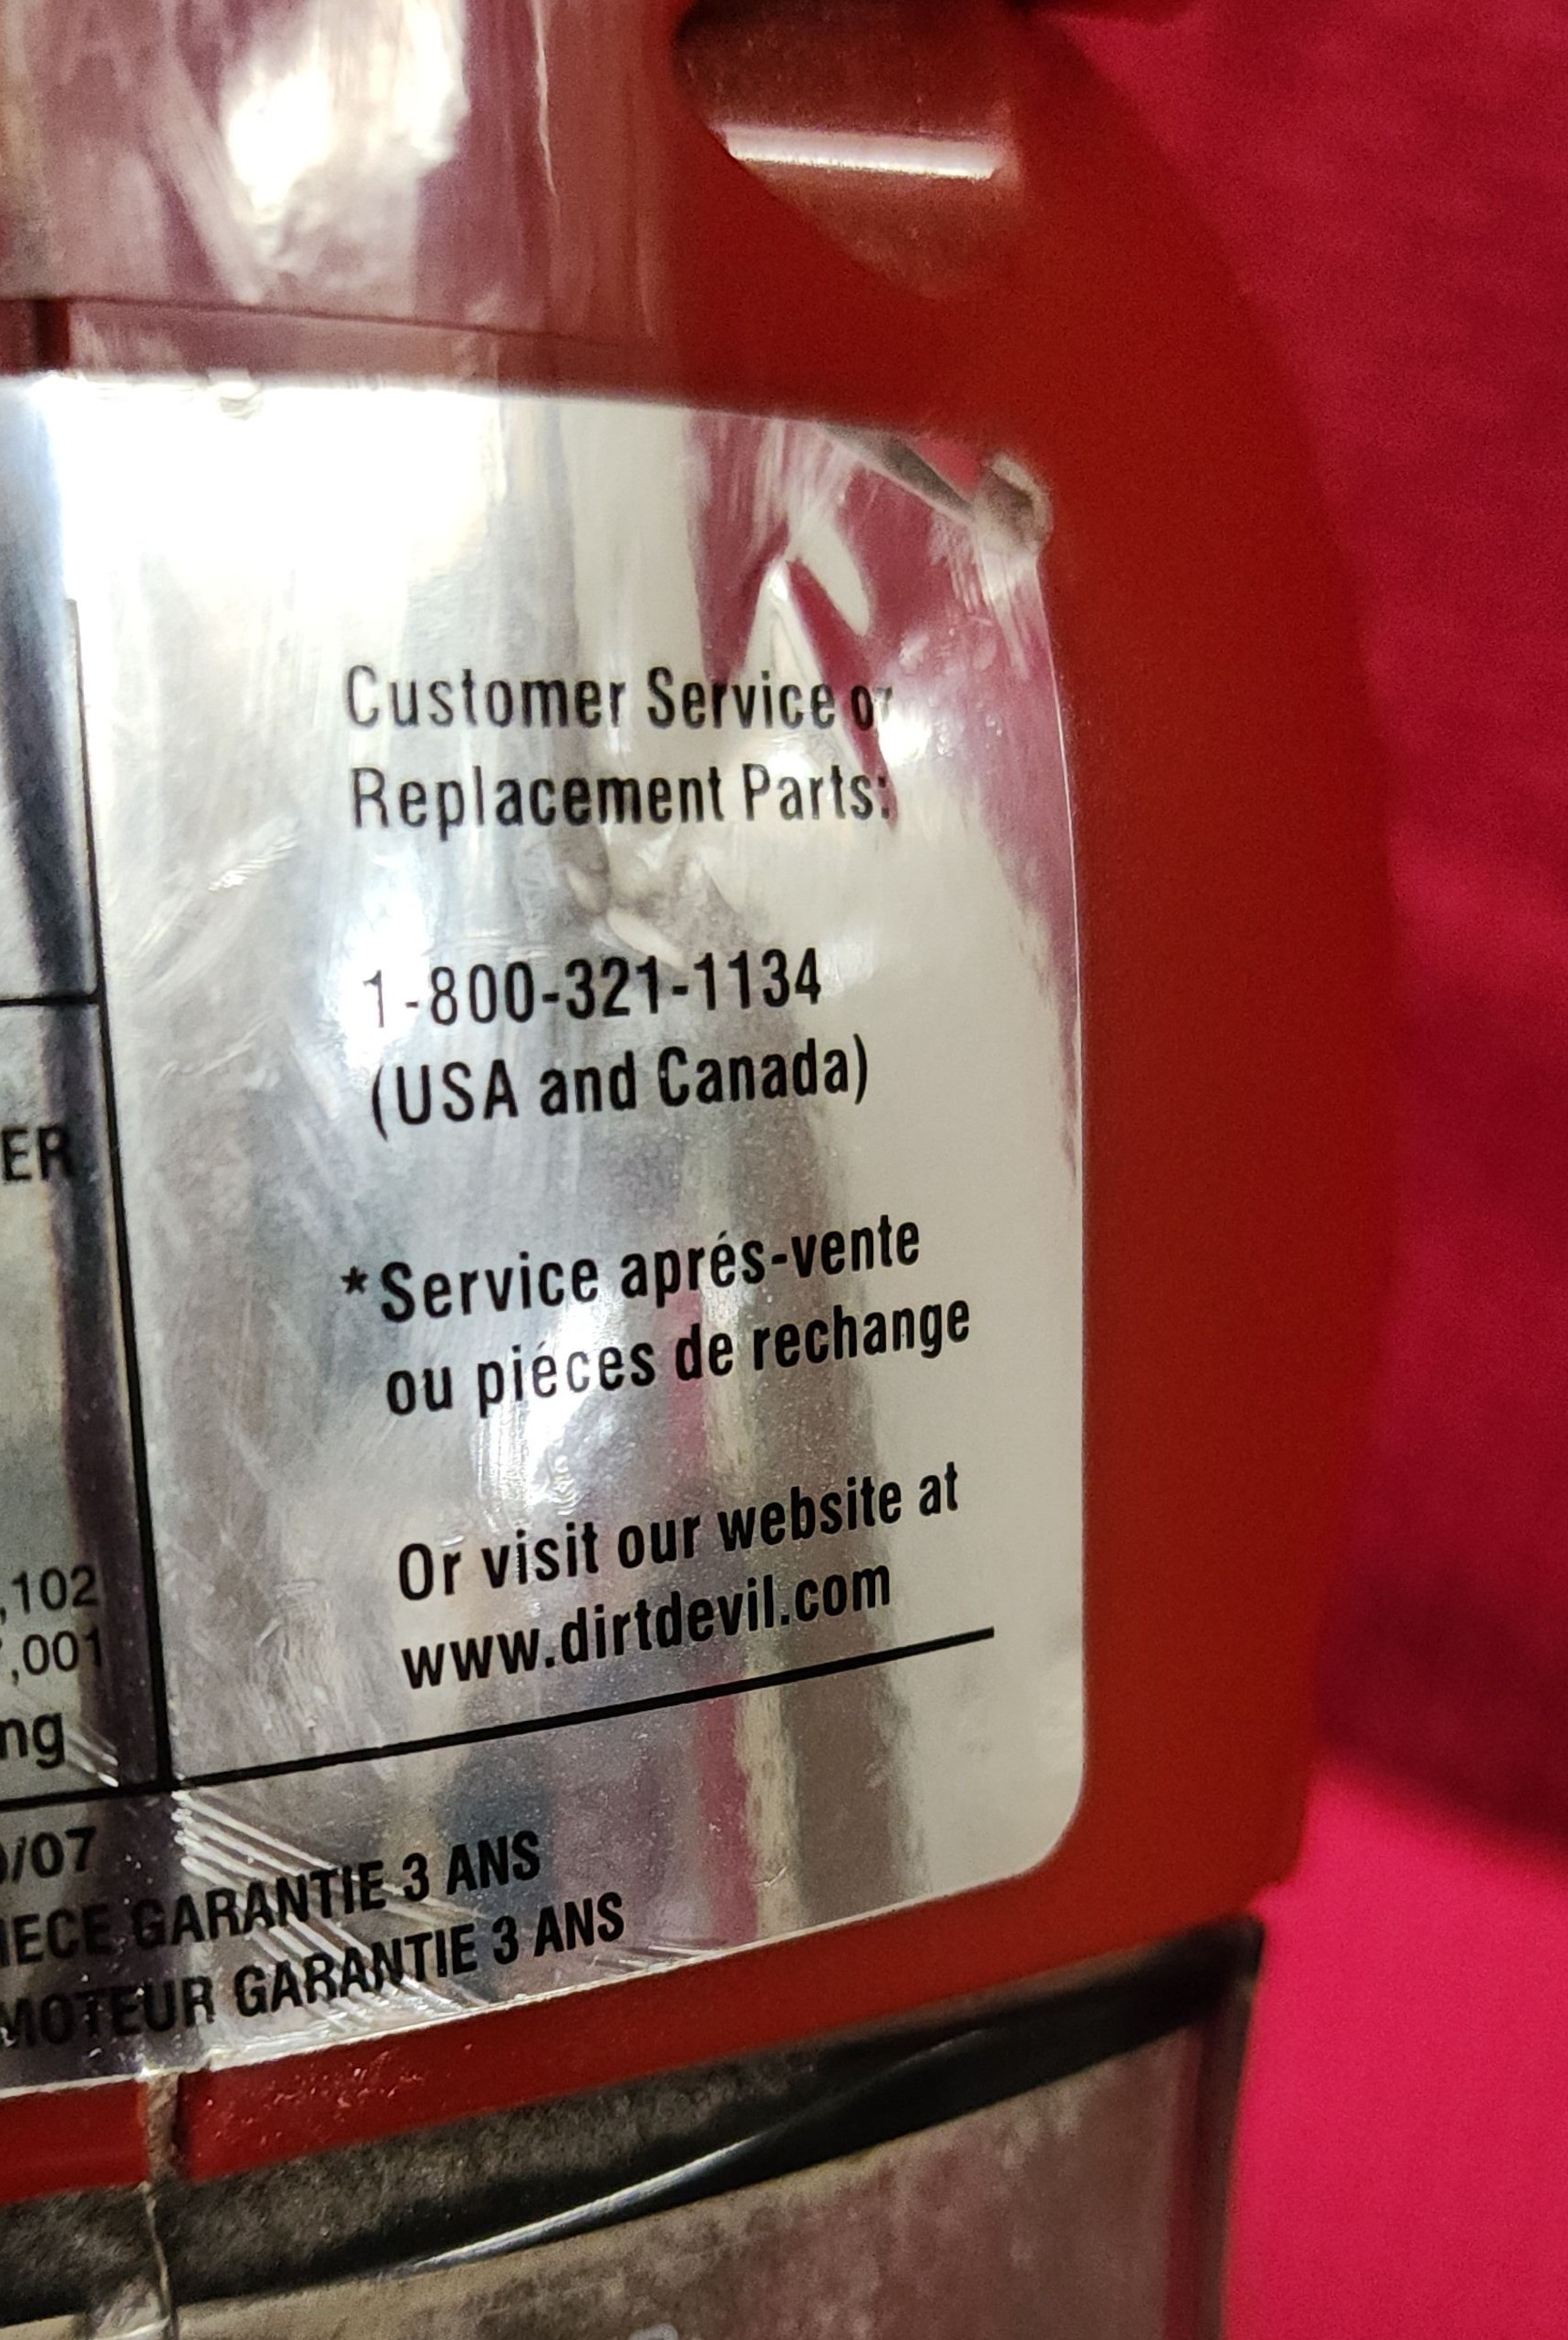 Customer Service or
Replacement Parts:
1-800-321-1134
(USA and Canada)
*Service aprés-vente
ou piéces de rechange
Or visit our website at
www.dirtdevil.com
ER
,102
,001
ng
/07
IECE GARANTIE 3 ANS
MOTEUR GARANTIE 3 ANS